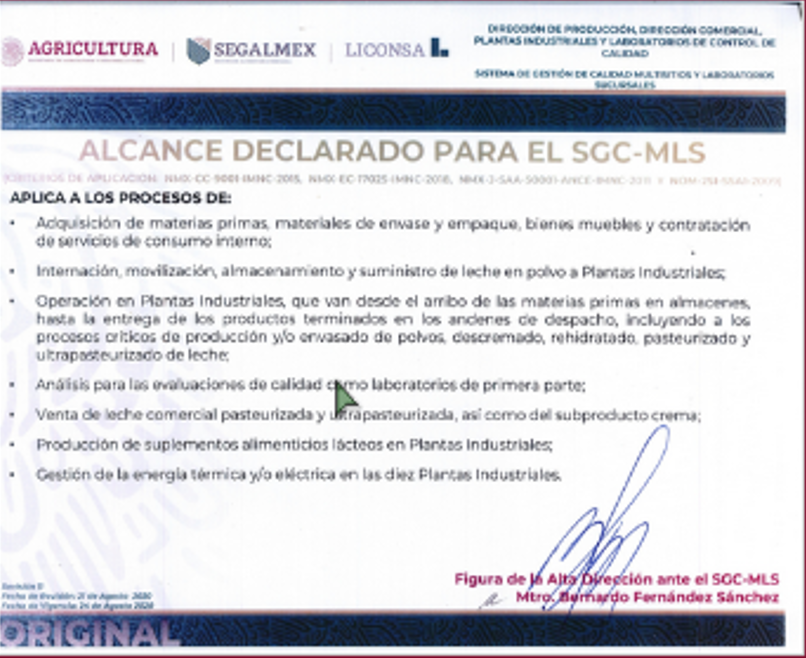 AGRICULTURA
SEGALMEX
LICONSA
DIRECCIÓN DE PRODUCCIÓN, DIRECCIÓN COMERCIAL,
PLANTAS INDUSTRIALES Y LABORATORIOS DE CONTROL DE
CALIDAD
SISTEMA DE GESTIÓN DE CALIDAD MULTISITIOS Y LABORATORIOS
SUCURSALES
ALCANCE DECLARADO PARA EL SGC-MLS
(CRITERIOS DE APLICACIÓN: NMX-CC-9001-IMNC-2015, NMX-EC-17025-IMNC-2018, NMX-J-SAA-50001-ANCE-IMNC-2011 Y NOM-251-SSA1-2009)
APLICA A LOS PROCESOS DE:
• Adquisición de materias primas, materiales de envase y empaque, bienes muebles y contratación
de servicios de consumo interno;
• Internación, movilización, almacenamiento y suministro de leche en polvo a Plantas Industriales;
• Operación en Plantas Industriales, que van desde el arribo de las materias primas en almacenes,
hasta la entrega de los productos terminados en los andenes de despacho, incluyendo a los
procesos críticos de producción y/o envasado de polvos, descremado, rehidratado, pasteurizado y
ultrapasteurizado de leche;
• Análisis para las evaluaciones de calidad como laboratorios de primera parte;
• Venta de leche comercial pasteurizada y ultrapasteurizada, así como del subproducto crema;
• Producción de suplementos alimenticios lácteos en Plantas Industriales;
• Gestión de la energía térmica y/o eléctrica en las diez Plantas Industriales.
Figura de la Alta Dirección ante el SGC-MLS
Mtro. Bernardo Fernández Sánchez
Fecha de Revisión: 21 de Agosto 2020
Fecha de Vigencia: 24 de Agosto 2020
ORIGINAL